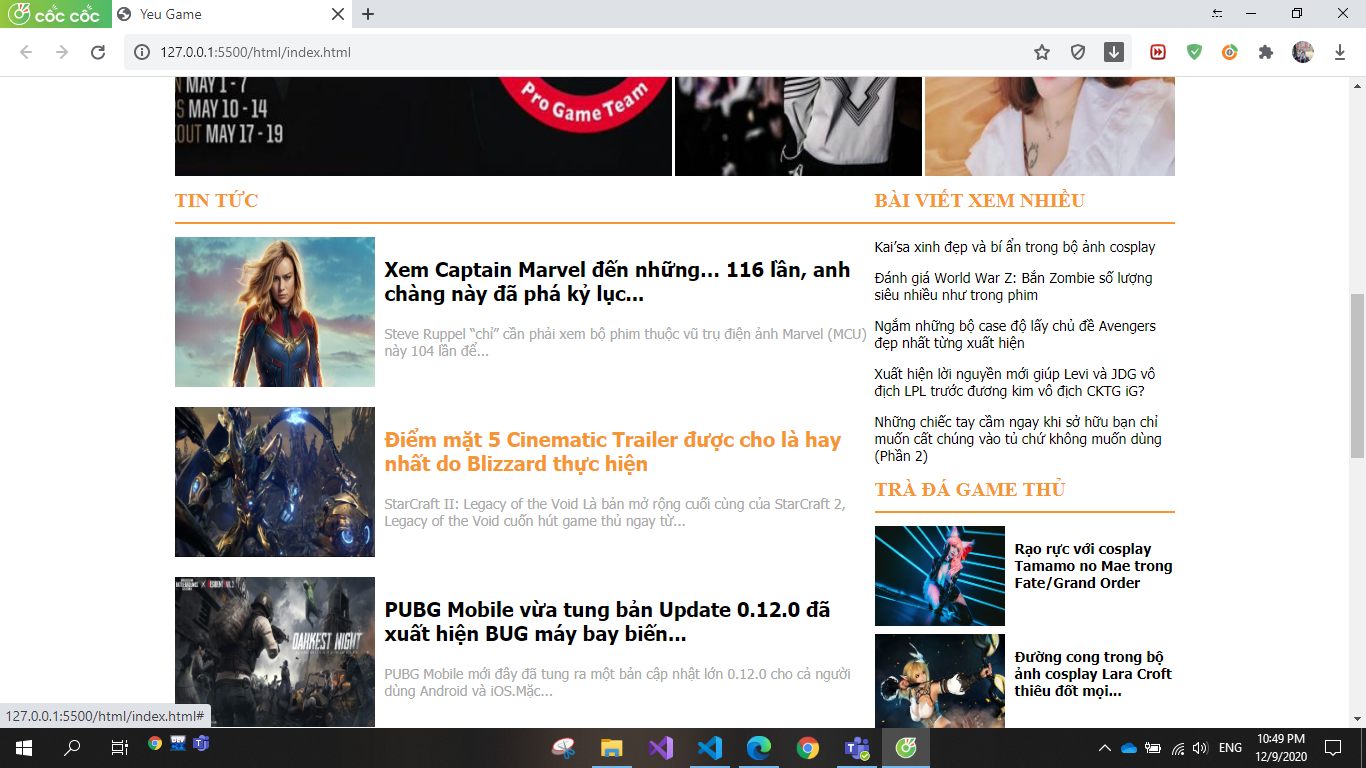 cốc cốc
Yeu Game
127.0.0.1:5500/html/index.html
MAY 1 - 7
MAY 10 - 14
OUT MAY 17 - 19
Pro Game Team
TIN TỨC
Xem Captain Marvel đến những… 116 lần, anh
chàng này đã phá kỷ lục...
Steve Ruppel “chỉ” cần phải xem bộ phim thuộc vũ trụ điện ảnh Marvel (MCU)
này 104 lần để...
Điểm mặt 5 Cinematic Trailer được cho là hay
nhất do Blizzard thực hiện
StarCraft II: Legacy of the Void Là bản mở rộng cuối cùng của StarCraft 2,
Legacy of the Void cuốn hút game thủ ngay từ...
DARKEST NIGHT
PUBG Mobile vừa tung bản Update 0.12.0 đã
xuất hiện BUG máy bay biến...
PUBG Mobile mới đây đã tung ra một bản cập nhật lớn 0.12.0 cho cả người
dùng Android và iOS.Mặc...
BÀI VIẾT XEM NHIỀU
Kai’sa xinh đẹp và bí ẩn trong bộ ảnh cosplay
Đánh giá World War Z: Bắn Zombie số lượng
siêu nhiều như trong phim
Ngắm những bộ case độ lấy chủ đề Avengers
đẹp nhất từng xuất hiện
Xuất hiện lời nguyền mới giúp Levi và JDG vô
địch LPL trước đương kim vô địch CKTG iG?
Những chiếc tay cầm ngay khi sở hữu bạn chỉ
muốn cất chúng vào tủ chứ không muốn dùng
(Phần 2)
TRÀ ĐÁ GAME THỦ
Rạo rực với cosplay
Tamamo no Mae trong
Fate/Grand Order
Đường cong trong bộ
ảnh cosplay Lara Croft
thiêu đốt mọi...
127.0.0.1:5500/html/index.html#
ENG
10:49 PM
12/9/2020